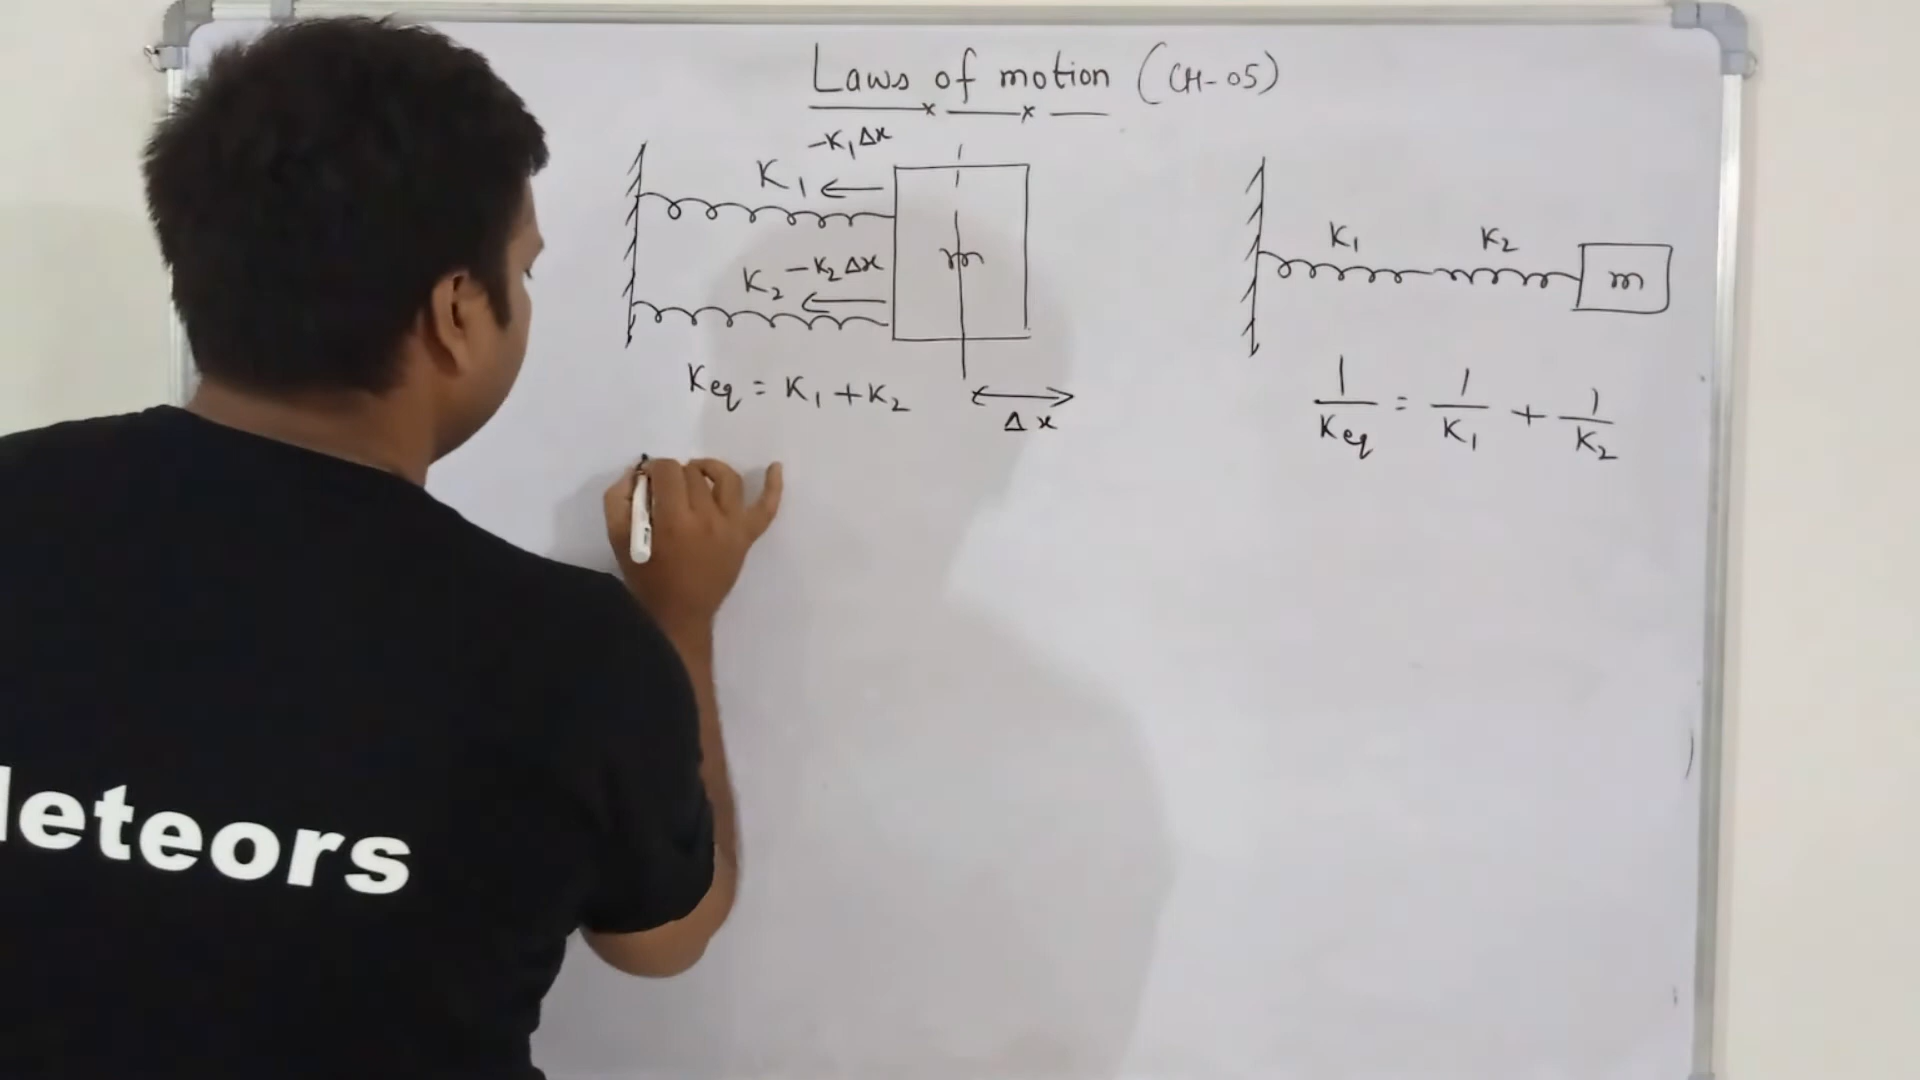 Laws of motion (CH-05)
-K₁Δx
K₁
-K₂Δx
K₂
m
Keq = K₁+K₂
Δx
K₁ K₂
m
1/Keq = 1/K₁ + 1/K₂
eteors